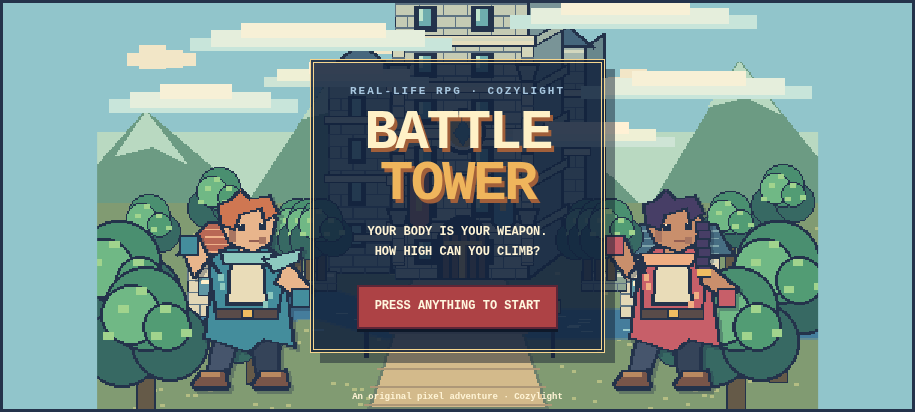 REAL-LIFE RPG · COZYLIGHT
BATTLE
TOWER
YOUR BODY IS YOUR WEAPON.
HOW HIGH CAN YOU CLIMB?
PRESS ANYTHING TO START
An original pixel adventure · Cozylight